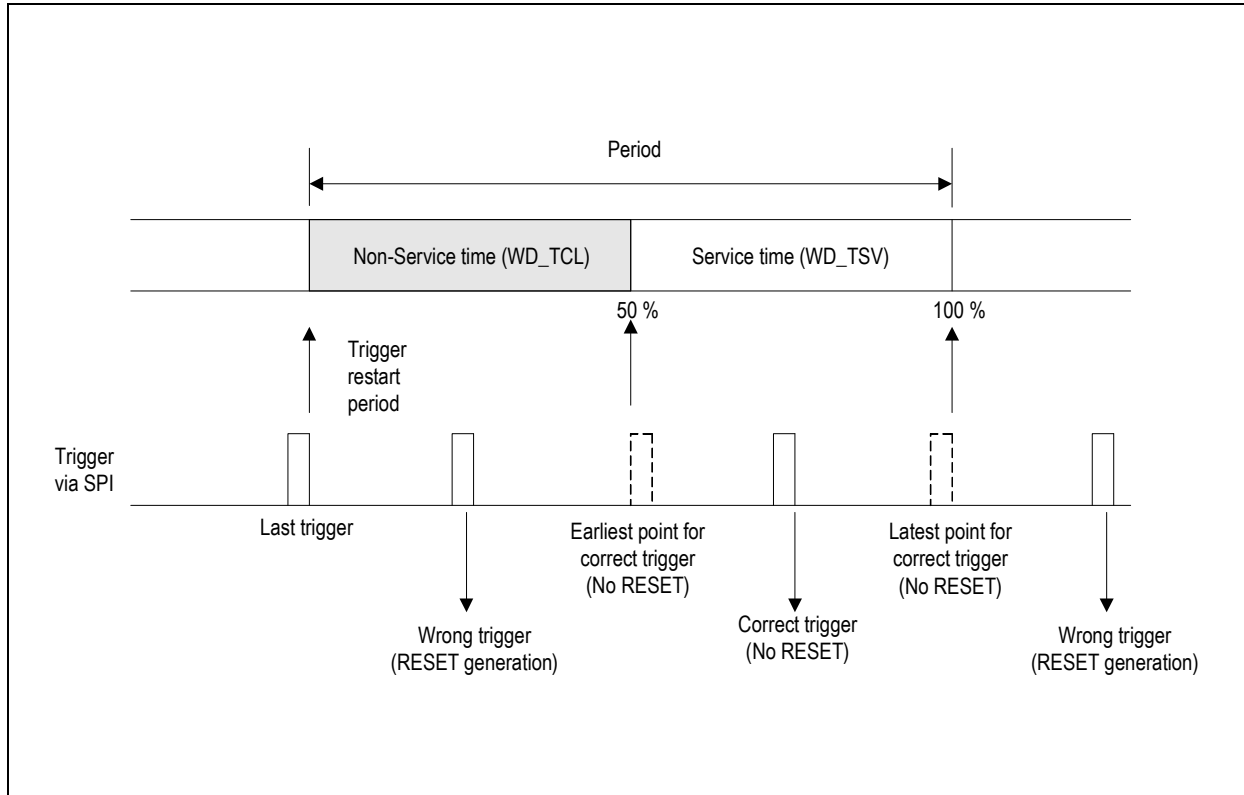 Period
Non-Service time (WD_TCL)
Service time (WD_TSV)
50 %
100 %
Trigger
restart
period
Trigger
via SPI
Last trigger
Earliest point for
correct trigger
(No RESET)
Latest point for
correct trigger
(No RESET)
Wrong trigger
(RESET generation)
Correct trigger
(No RESET)
Wrong trigger
(RESET generation)